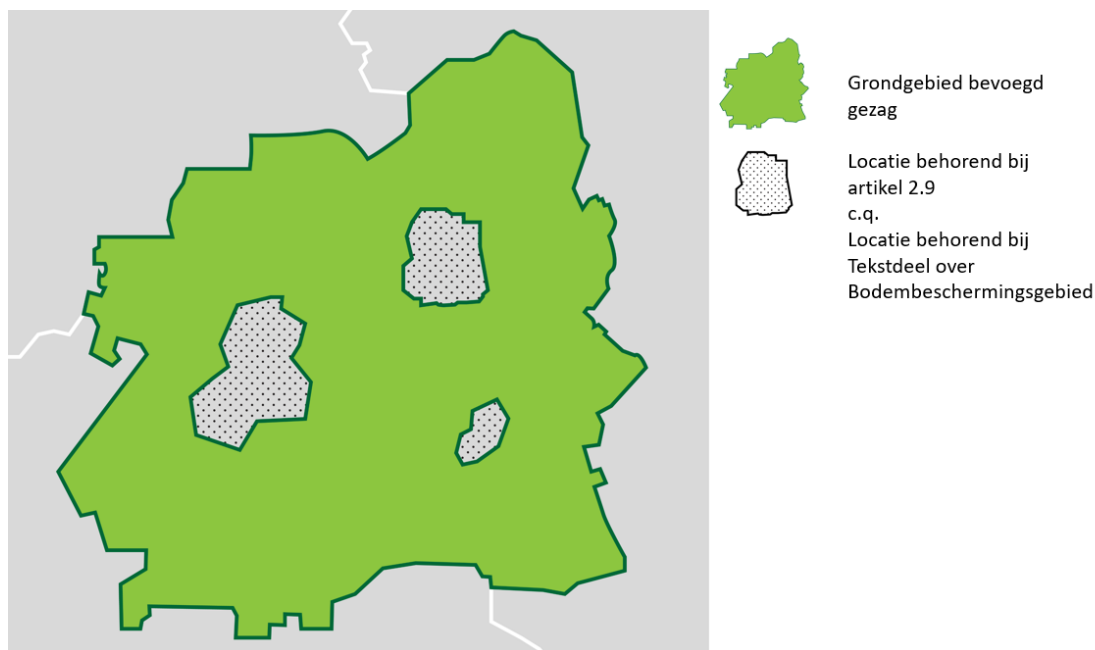 Grondgebied bevoegd
gezag
Locatie behorend bij
artikel 2.9
c.q.
Locatie behorend bij
Tekstdeel over
Bodembeschermingsgebied